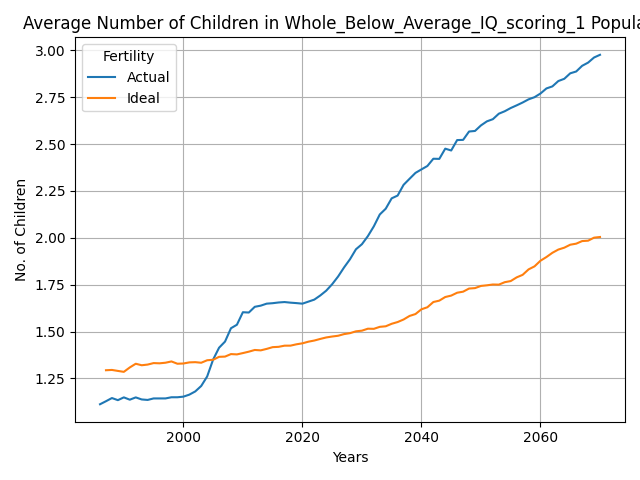 Average Number of Children in Whole_Below_Average_IQ_scoring_1 Popula
Fertility
Actual
Ideal
3.00
2.75
2.50
2.25
2.00
1.75
1.50
1.25
No. of Children
2000 2020 2040 2060
Years